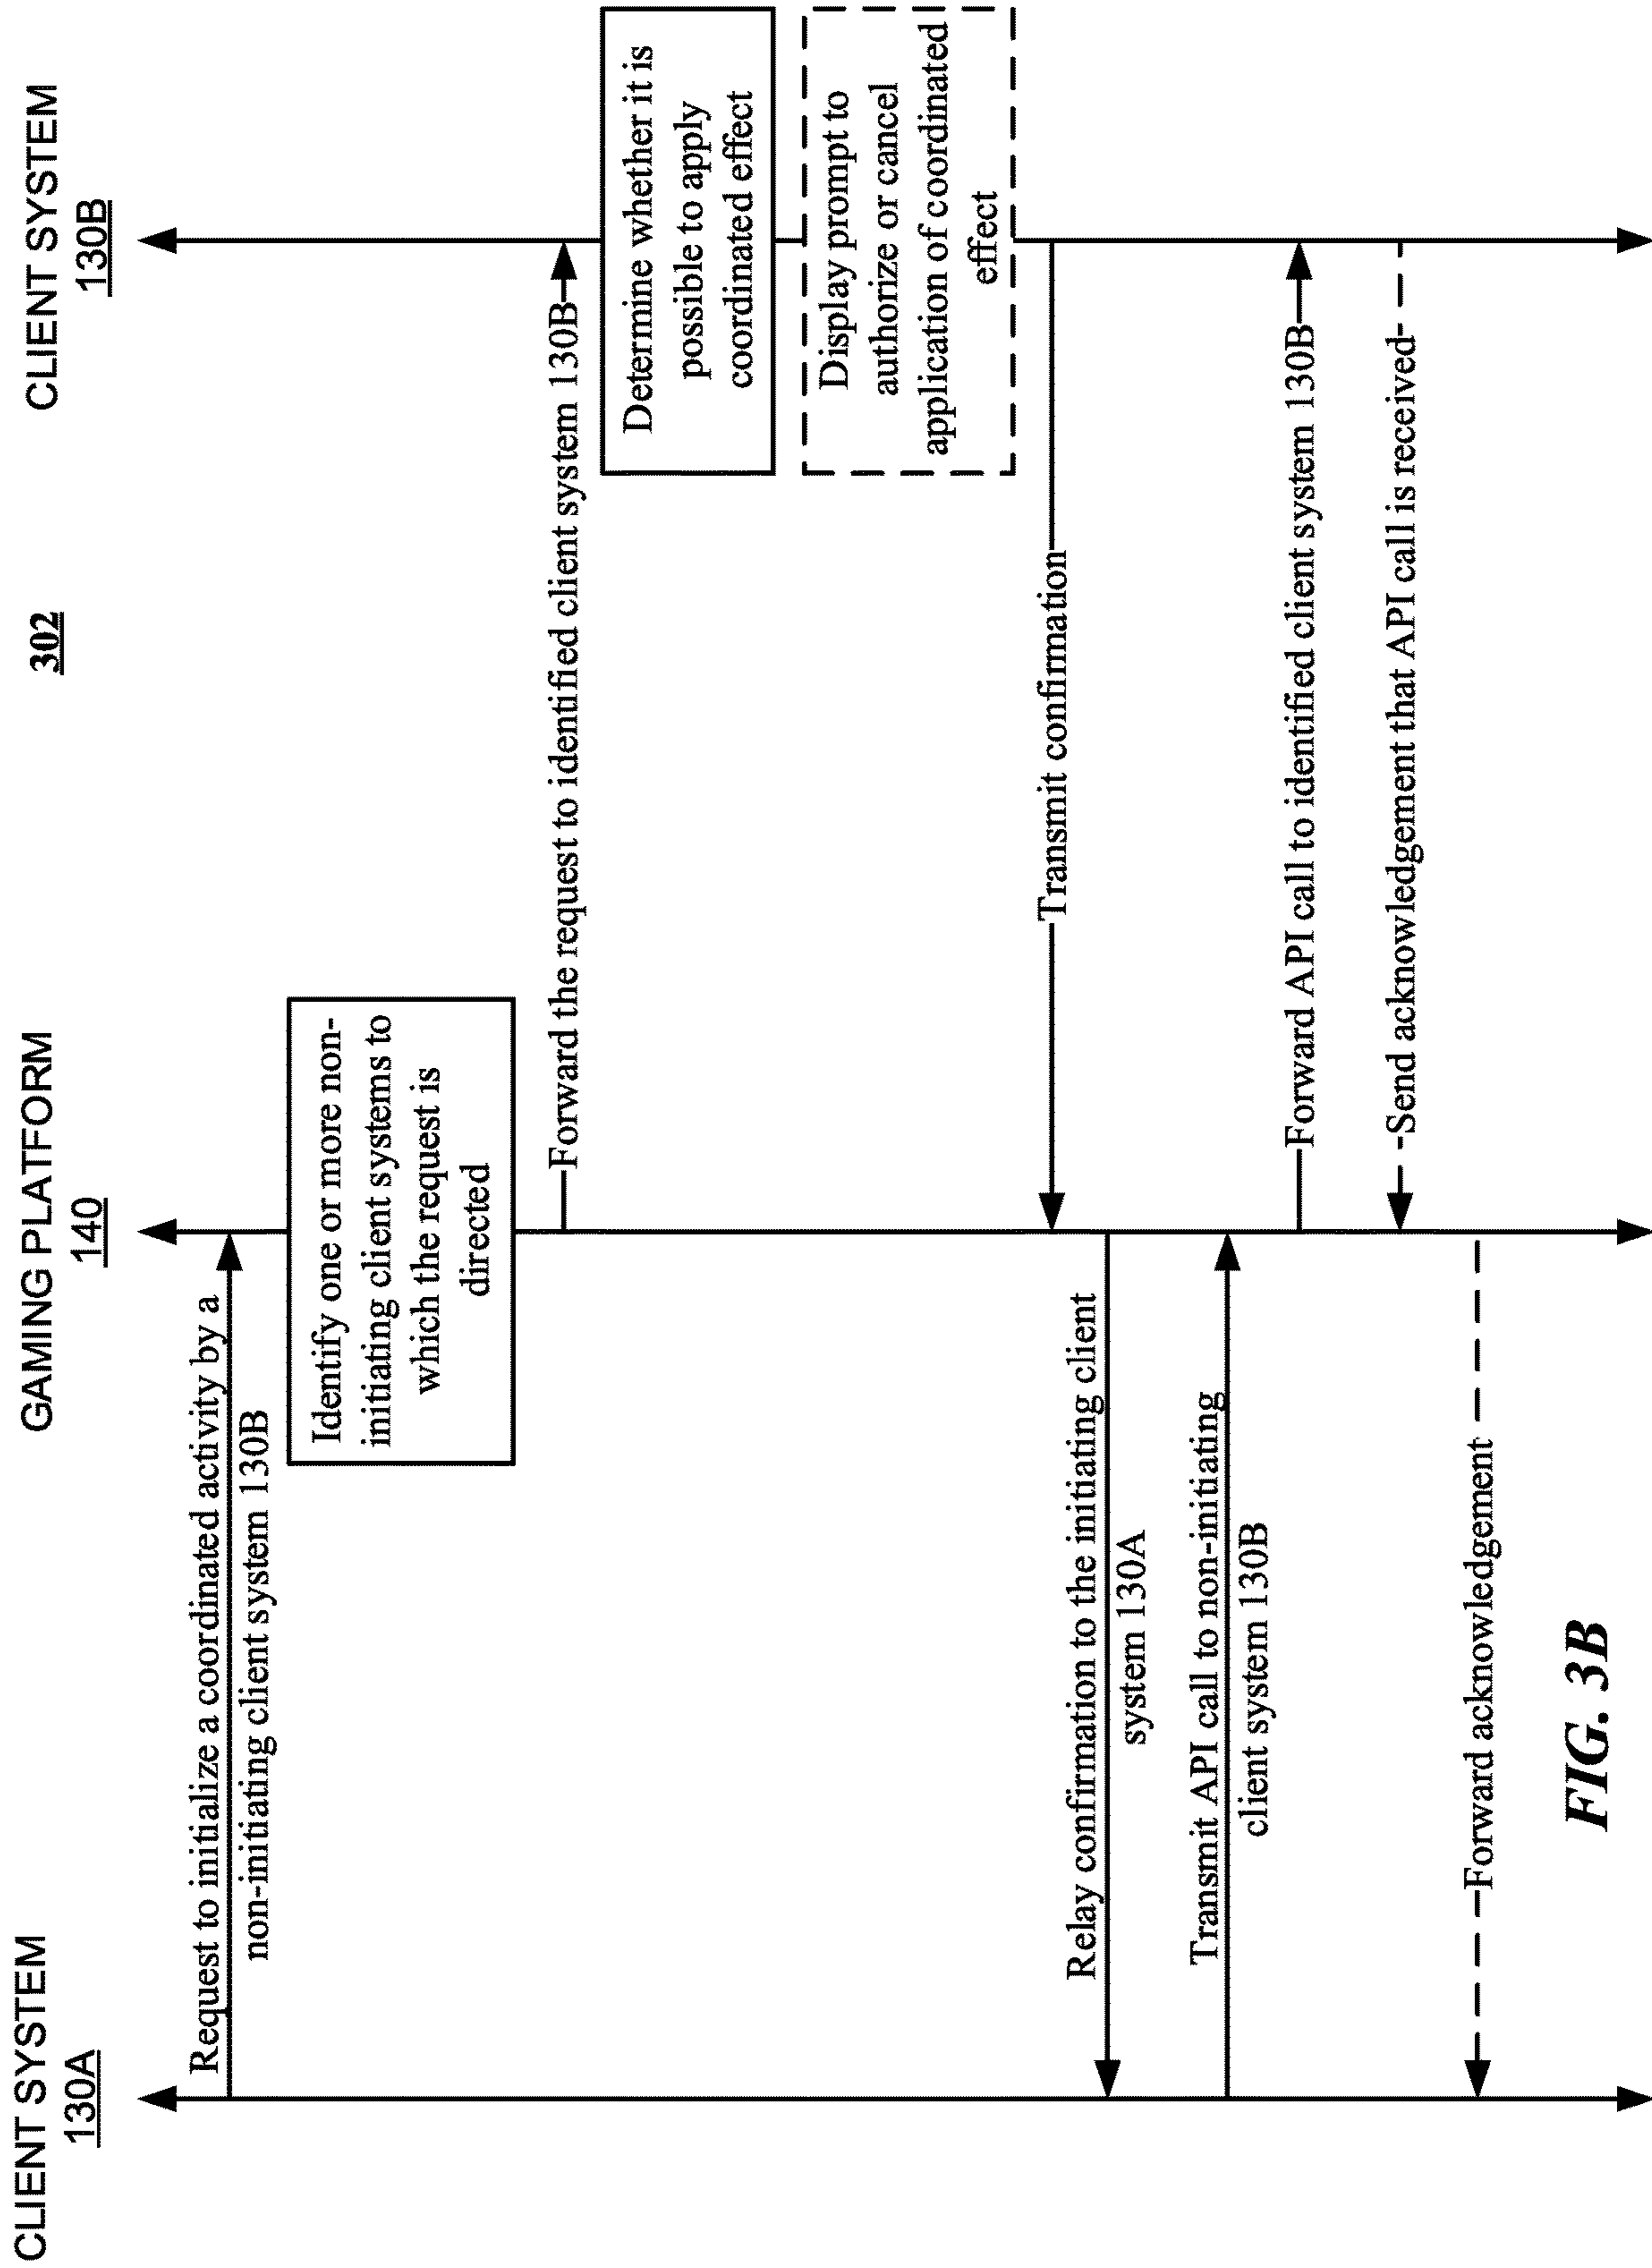 302
CLIENT SYSTEM
130A
GAMING PLATFORM
140
CLIENT SYSTEM
130B
Request to initialize a coordinated activity by a
non-initiating client system 130B
Identify one or more non-
initiating client systems to
which the request is
directed
Forward the request to identified client system 130B
Determine whether it is
possible to apply
coordinated effect
Display prompt to
authorize or cancel
application of coordinated
effect
Transmit confirmation
Relay confirmation to the initiating client
system 130A
Transmit API call to non-initiating
client system 130B
Forward API call to identified client system 130B
Send acknowledgement that API call is received
Forward acknowledgement
FIG. 3B